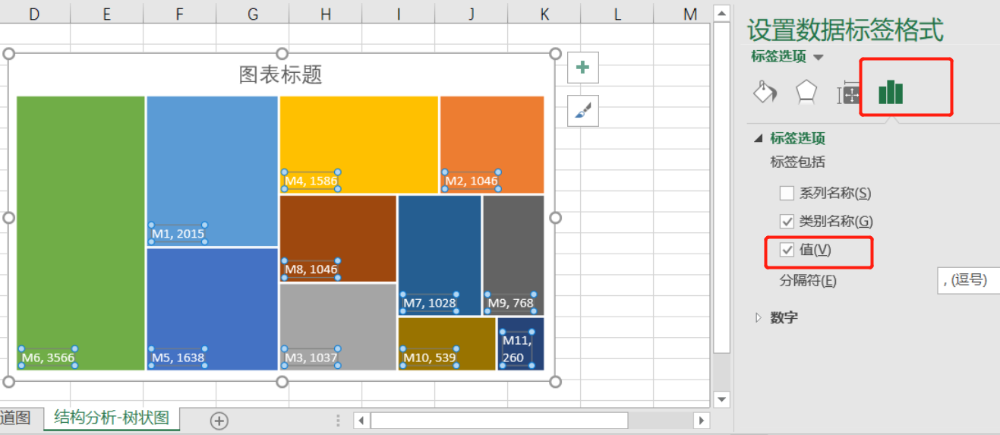 D E F G H I J K L M
图表标题
M4, 1586
M2, 1046
M1, 2015
M8, 1046
M7, 1028
M9, 768
M6, 3566
M5, 1638
M3, 1037
M10, 539
M11,
260
道图 结构分析-树状图
设置数据标签格式
标签选项
标签选项
标签包括
系列名称(S)
类别名称(G)
值(V)
分隔符(E) , (逗号)
数字